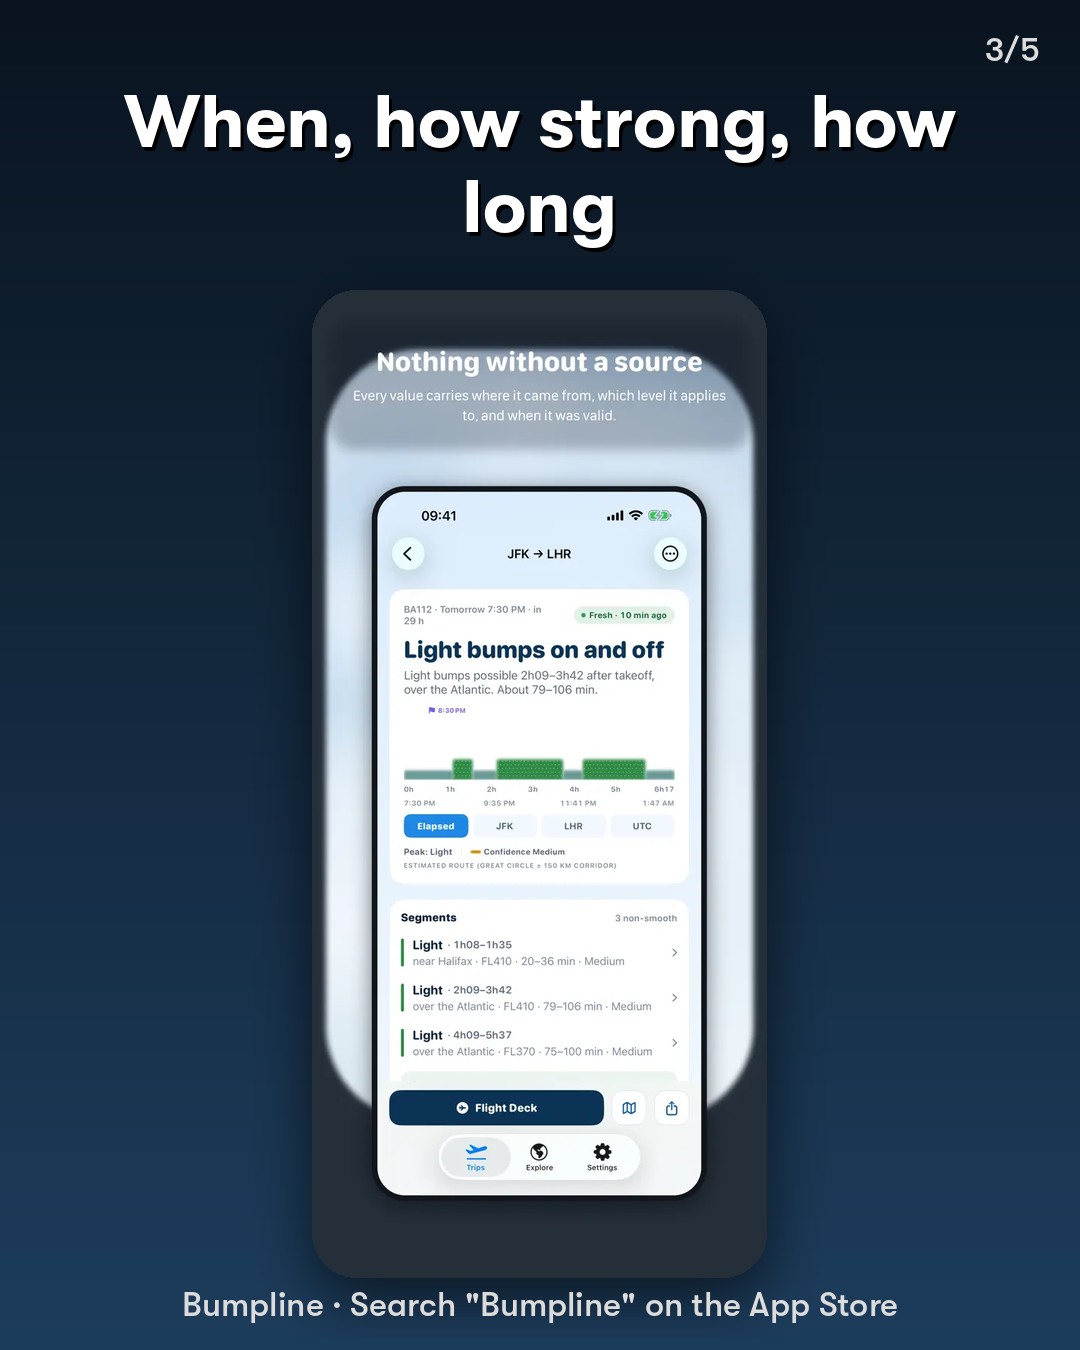 3/5
When, how strong, how
long
Nothing without a source
Every value carries where it came from, which level it applies
to, and when it was valid.
09:41
JFK → LHR
BA112 · Tomorrow 7:30 PM · in
29 h
Fresh · 10 min ago
Light bumps on and off
Light bumps possible 2h09–3h42 after takeoff,
over the Atlantic. About 79–106 min.
8:30 PM
0h 1h 2h 3h 4h 5h 6h17
7:30 PM 9:35 PM 11:41 PM 1:47 AM
Elapsed JFK LHR UTC
Peak: Light Confidence Medium
ESTIMATED ROUTE (GREAT CIRCLE ± 150 KM CORRIDOR)
Segments 3 non-smooth
Light · 1h08–1h35
near Halifax · FL410 · 20–36 min · Medium
Light · 2h09–3h42
over the Atlantic · FL410 · 79–106 min · Medium
Light · 4h09–5h37
over the Atlantic · FL370 · 75–100 min · Medium
Flight Deck
Trips Explore Settings
Bumpline · Search "Bumpline" on the App Store